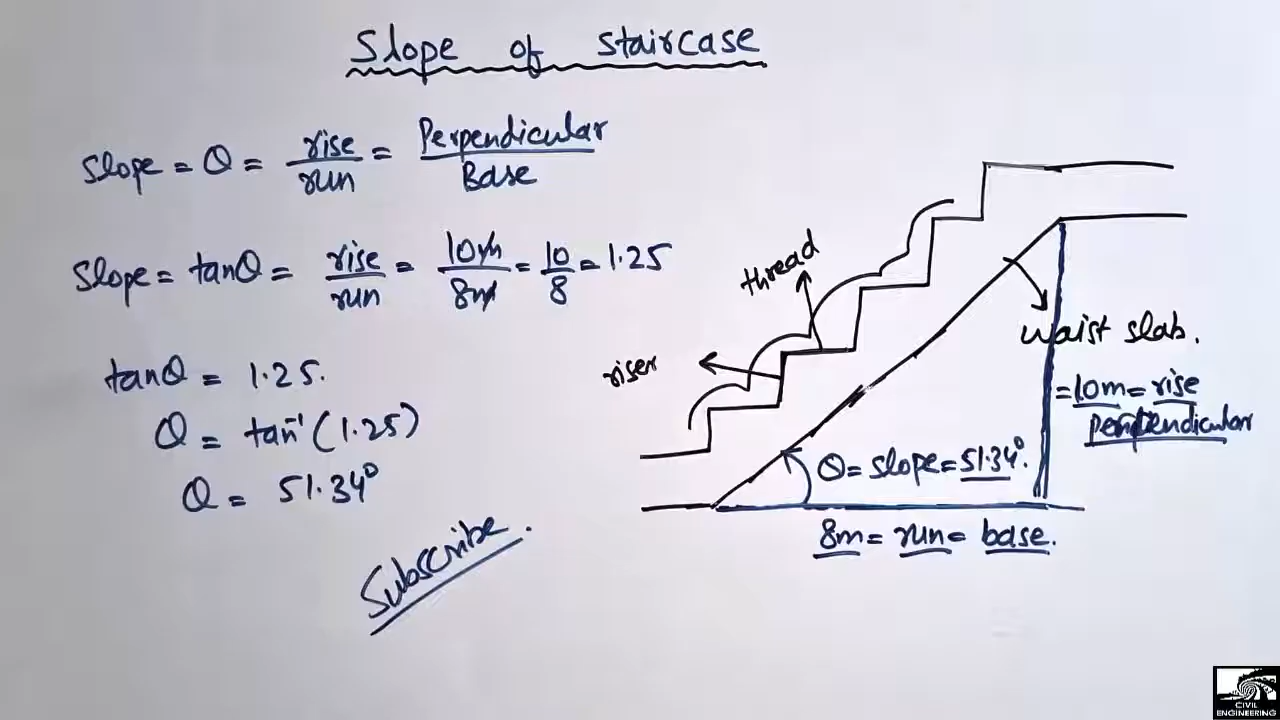 Slope of staircase
Slope = θ = rise/run = Perpendicular/Base
Slope = tanθ = rise/run = 10m/8m = 10/8 = 1.25
tanθ = 1.25.
θ = tan⁻¹(1.25)
θ = 51.34°
Subscribe.
thread
riser
waist slab.
=10m=rise
Perpendicular
θ= slope=51.34°.
8m= run= base.
CIVIL
ENGINEERING